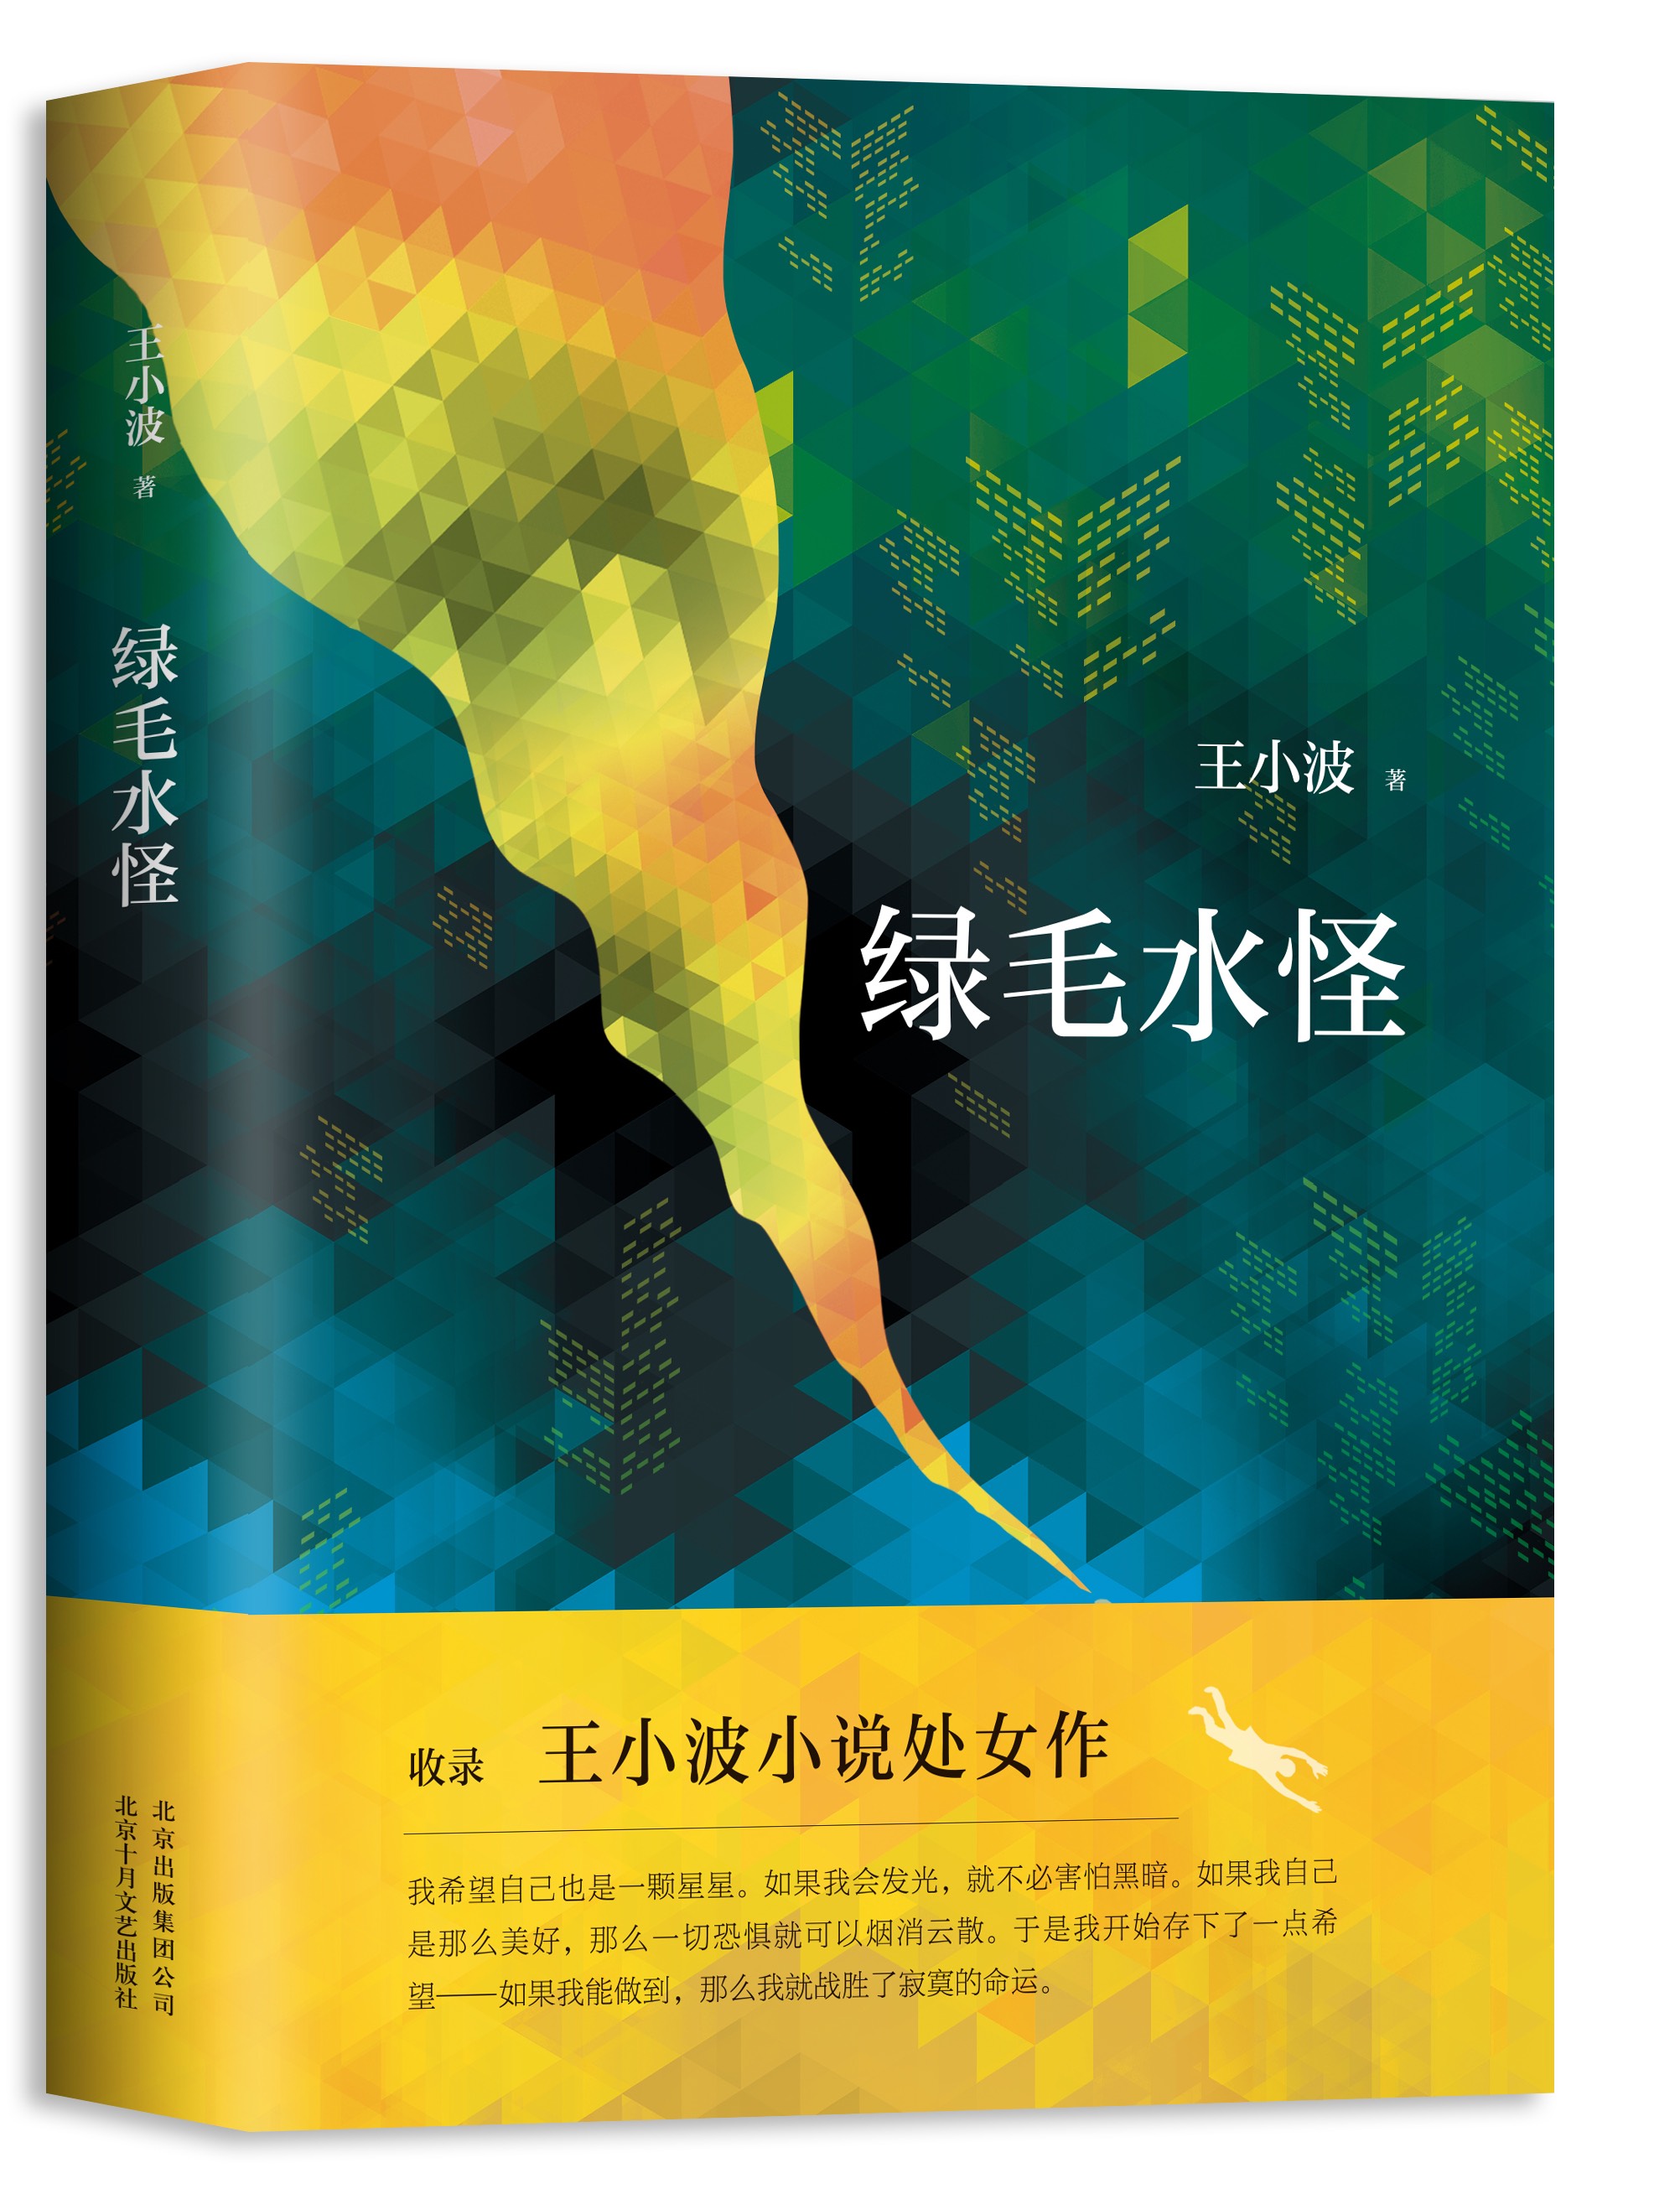 王小波 著
绿毛水怪
北京出版集团公司
北京十月文艺出版社
王小波 著
绿毛水怪
收录 王小波小说处女作
我希望自己也是一颗星星。如果我会发光，就不必害怕黑暗。如果我自己
是那么美好，那么一切恐惧就可以烟消云散。于是我开始存下了一点希
望——如果我能做到，那么我就战胜了寂寞的命运。